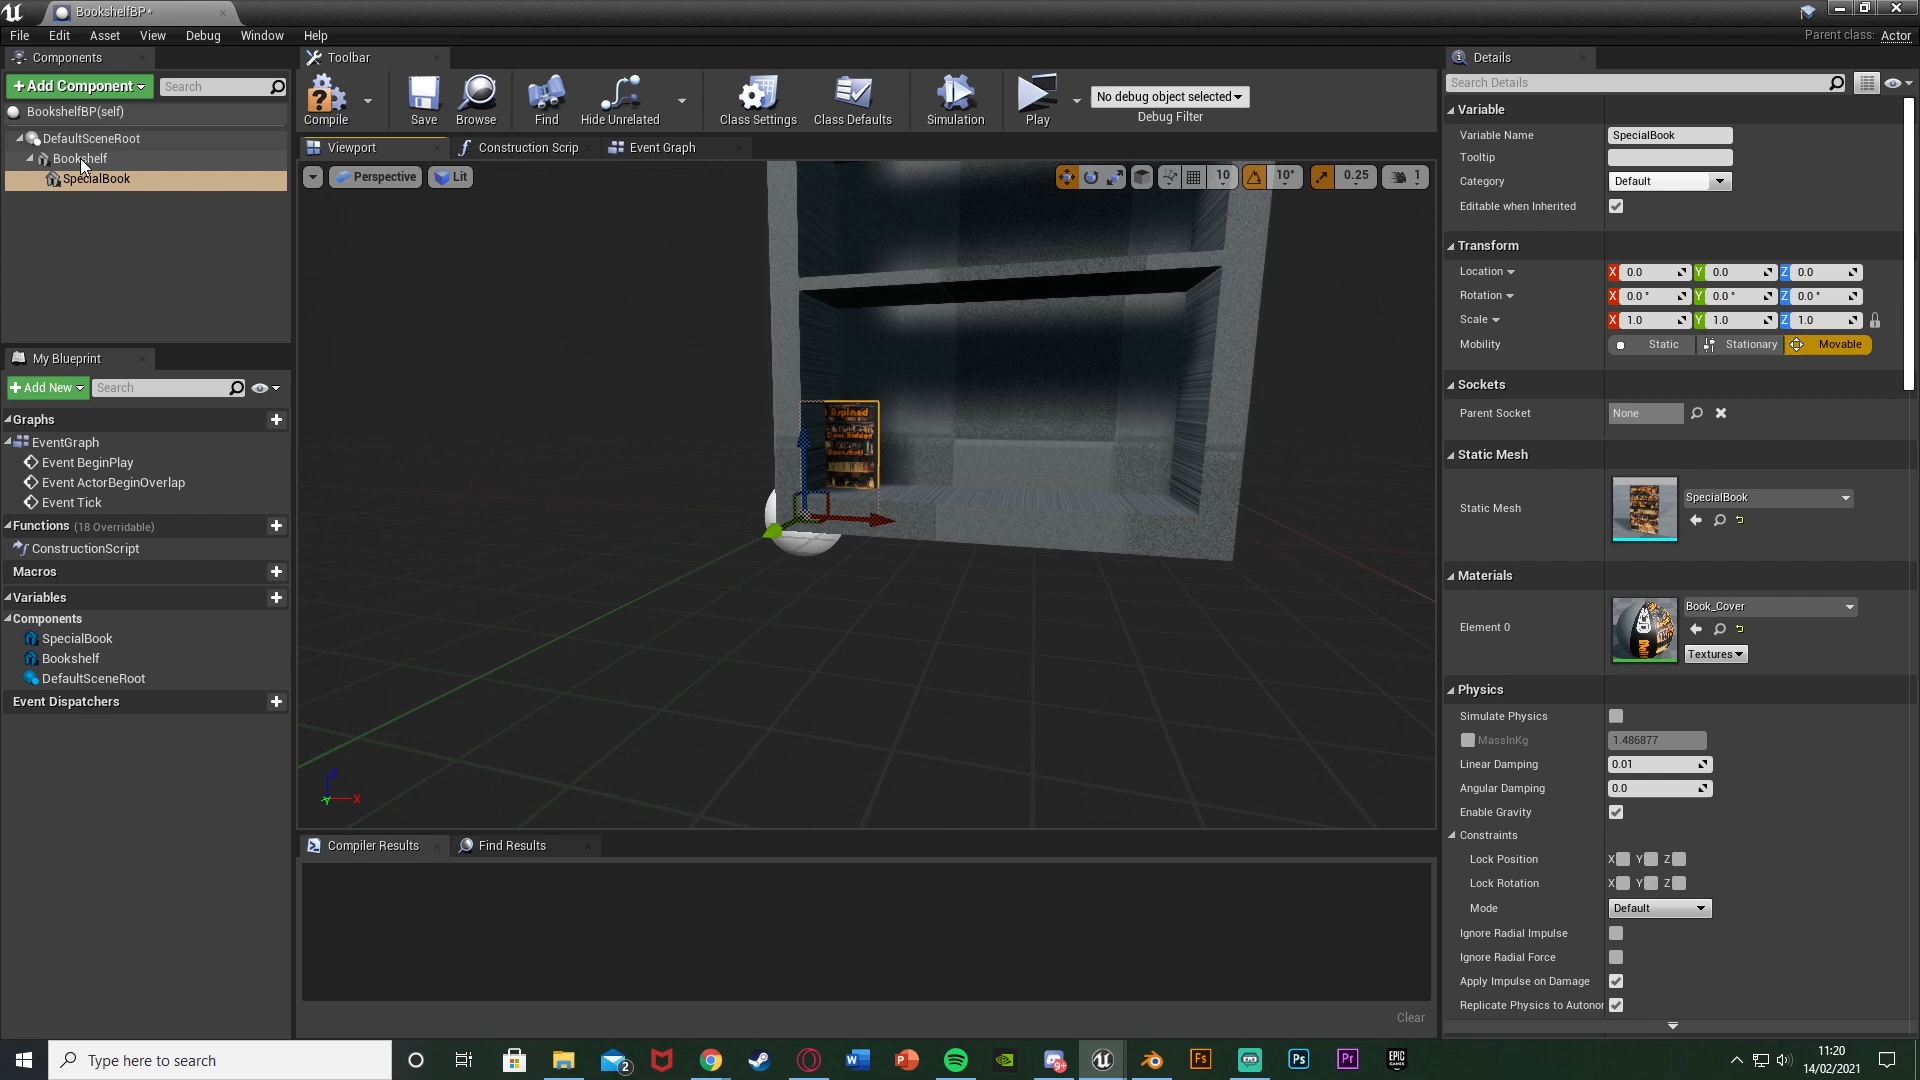 BookshelfBP*
File Edit Asset View Debug Window Help
Parent class: Actor
Components
+ Add Component
Search
BookshelfBP(self)
DefaultSceneRoot
Bookshelf
SpecialBook
My Blueprint
+ Add New
Search
Graphs
EventGraph
Event BeginPlay
Event ActorBeginOverlap
Event Tick
Functions (18 Overridable)
ConstructionScript
Macros
Variables
Components
SpecialBook
Bookshelf
DefaultSceneRoot
Event Dispatchers
Toolbar
Compile
Save
Browse
Find
Hide Unrelated
Class Settings
Class Defaults
Simulation
Play
No debug object selected
Debug Filter
Viewport
Construction Scrip
Event Graph
Perspective
Lit
10
10°
0.25
1
Z
Y
X
Compiler Results
Find Results
Clear
Details
Search Details
Variable
Variable Name SpecialBook
Tooltip
Category Default
Editable when Inherited
Transform
Location X 0.0 Y 0.0 Z 0.0
Rotation X 0.0 ° Y 0.0 ° Z 0.0 °
Scale X 1.0 Y 1.0 Z 1.0
Mobility Static Stationary Movable
Sockets
Parent Socket None
Static Mesh
Static Mesh SpecialBook
Materials
Element 0 Book_Cover
Textures
Physics
Simulate Physics
MassInKg 1.486877
Linear Damping 0.01
Angular Damping 0.0
Enable Gravity
Constraints
Lock Position X Y Z
Lock Rotation X Y Z
Mode Default
Ignore Radial Impulse
Ignore Radial Force
Apply Impulse on Damage
Replicate Physics to Autonor
Type here to search
11:20
14/02/2021